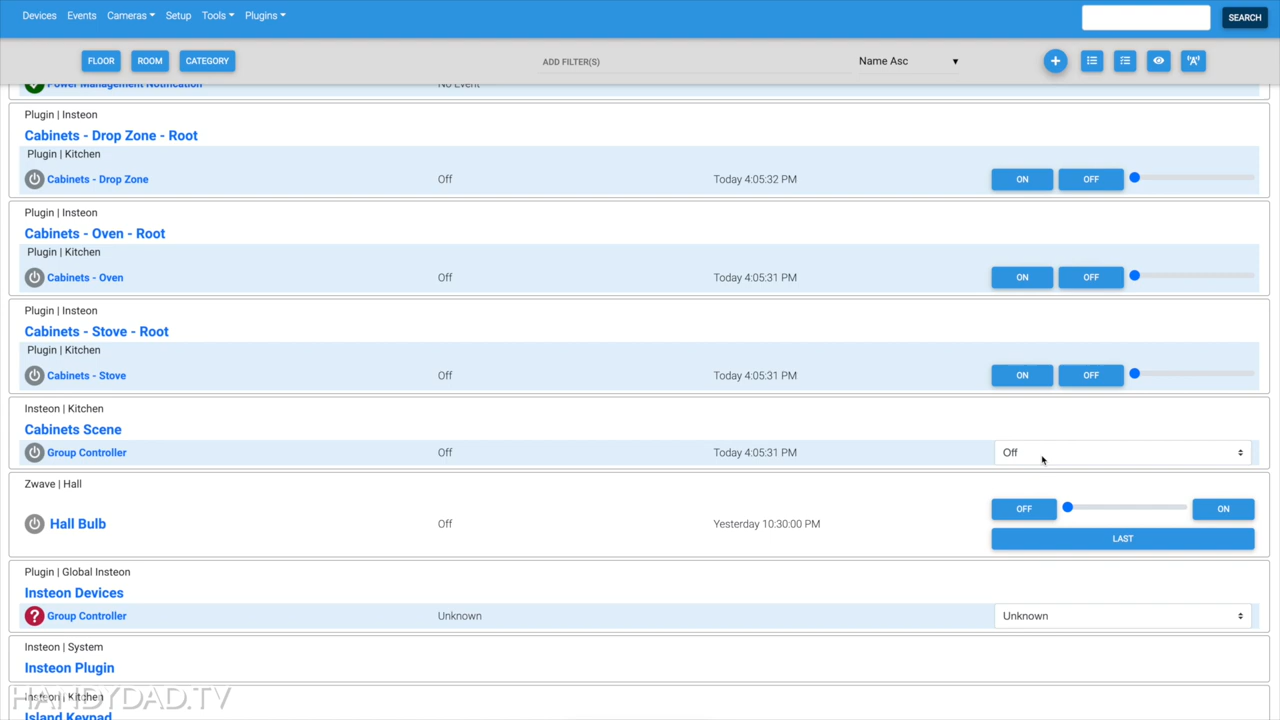 Devices Events Cameras Setup Tools Plugins SEARCH
FLOOR ROOM CATEGORY ADD FILTER(S) Name Asc
Power Management Notification No Event
Plugin | Insteon
Cabinets - Drop Zone - Root
Plugin | Kitchen
Cabinets - Drop Zone Off Today 4:05:32 PM ON OFF
Plugin | Insteon
Cabinets - Oven - Root
Plugin | Kitchen
Cabinets - Oven Off Today 4:05:31 PM ON OFF
Plugin | Insteon
Cabinets - Stove - Root
Plugin | Kitchen
Cabinets - Stove Off Today 4:05:31 PM ON OFF
Insteon | Kitchen
Cabinets Scene
Group Controller Off Today 4:05:31 PM Off
Zwave | Hall
OFF ON
Hall Bulb Off Yesterday 10:30:00 PM
LAST
Plugin | Global Insteon
Insteon Devices
Group Controller Unknown Unknown
Insteon | System
Insteon Plugin
HANDYDAD.TV
Insteon | Kitchen
Island Keypad